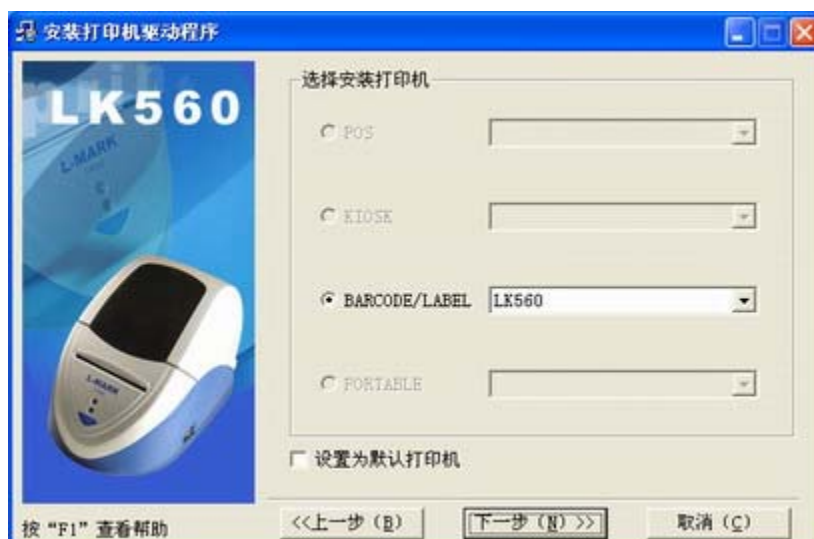 安装打印机驱动程序
LK560
L-MARK
选择安装打印机
POS
KIOSK
BARCODE/LABEL LK560
PORTABLE
L-MARK
设置为默认打印机
按 “F1” 查看帮助
<<上一步 (B)
下一步 (N) >>
取消 (C)